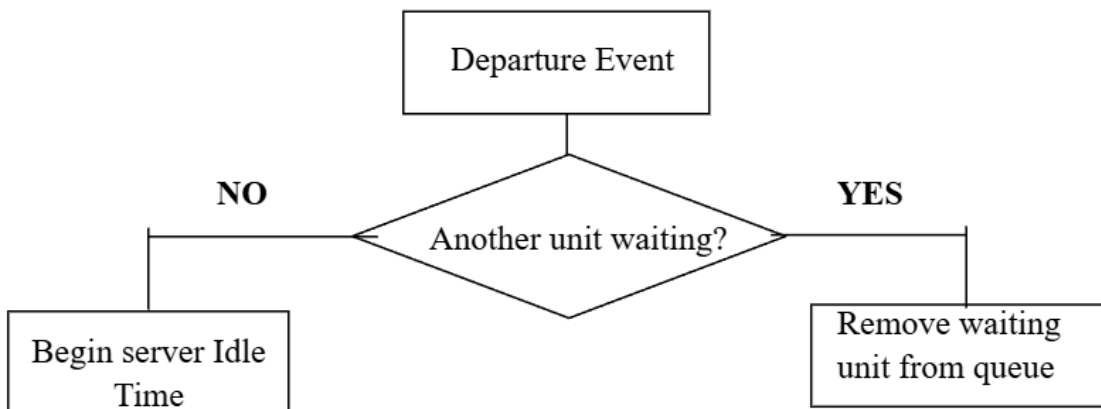 Departure Event
NO
YES
Another unit waiting?
Begin server Idle
Time
Remove waiting
unit from queue